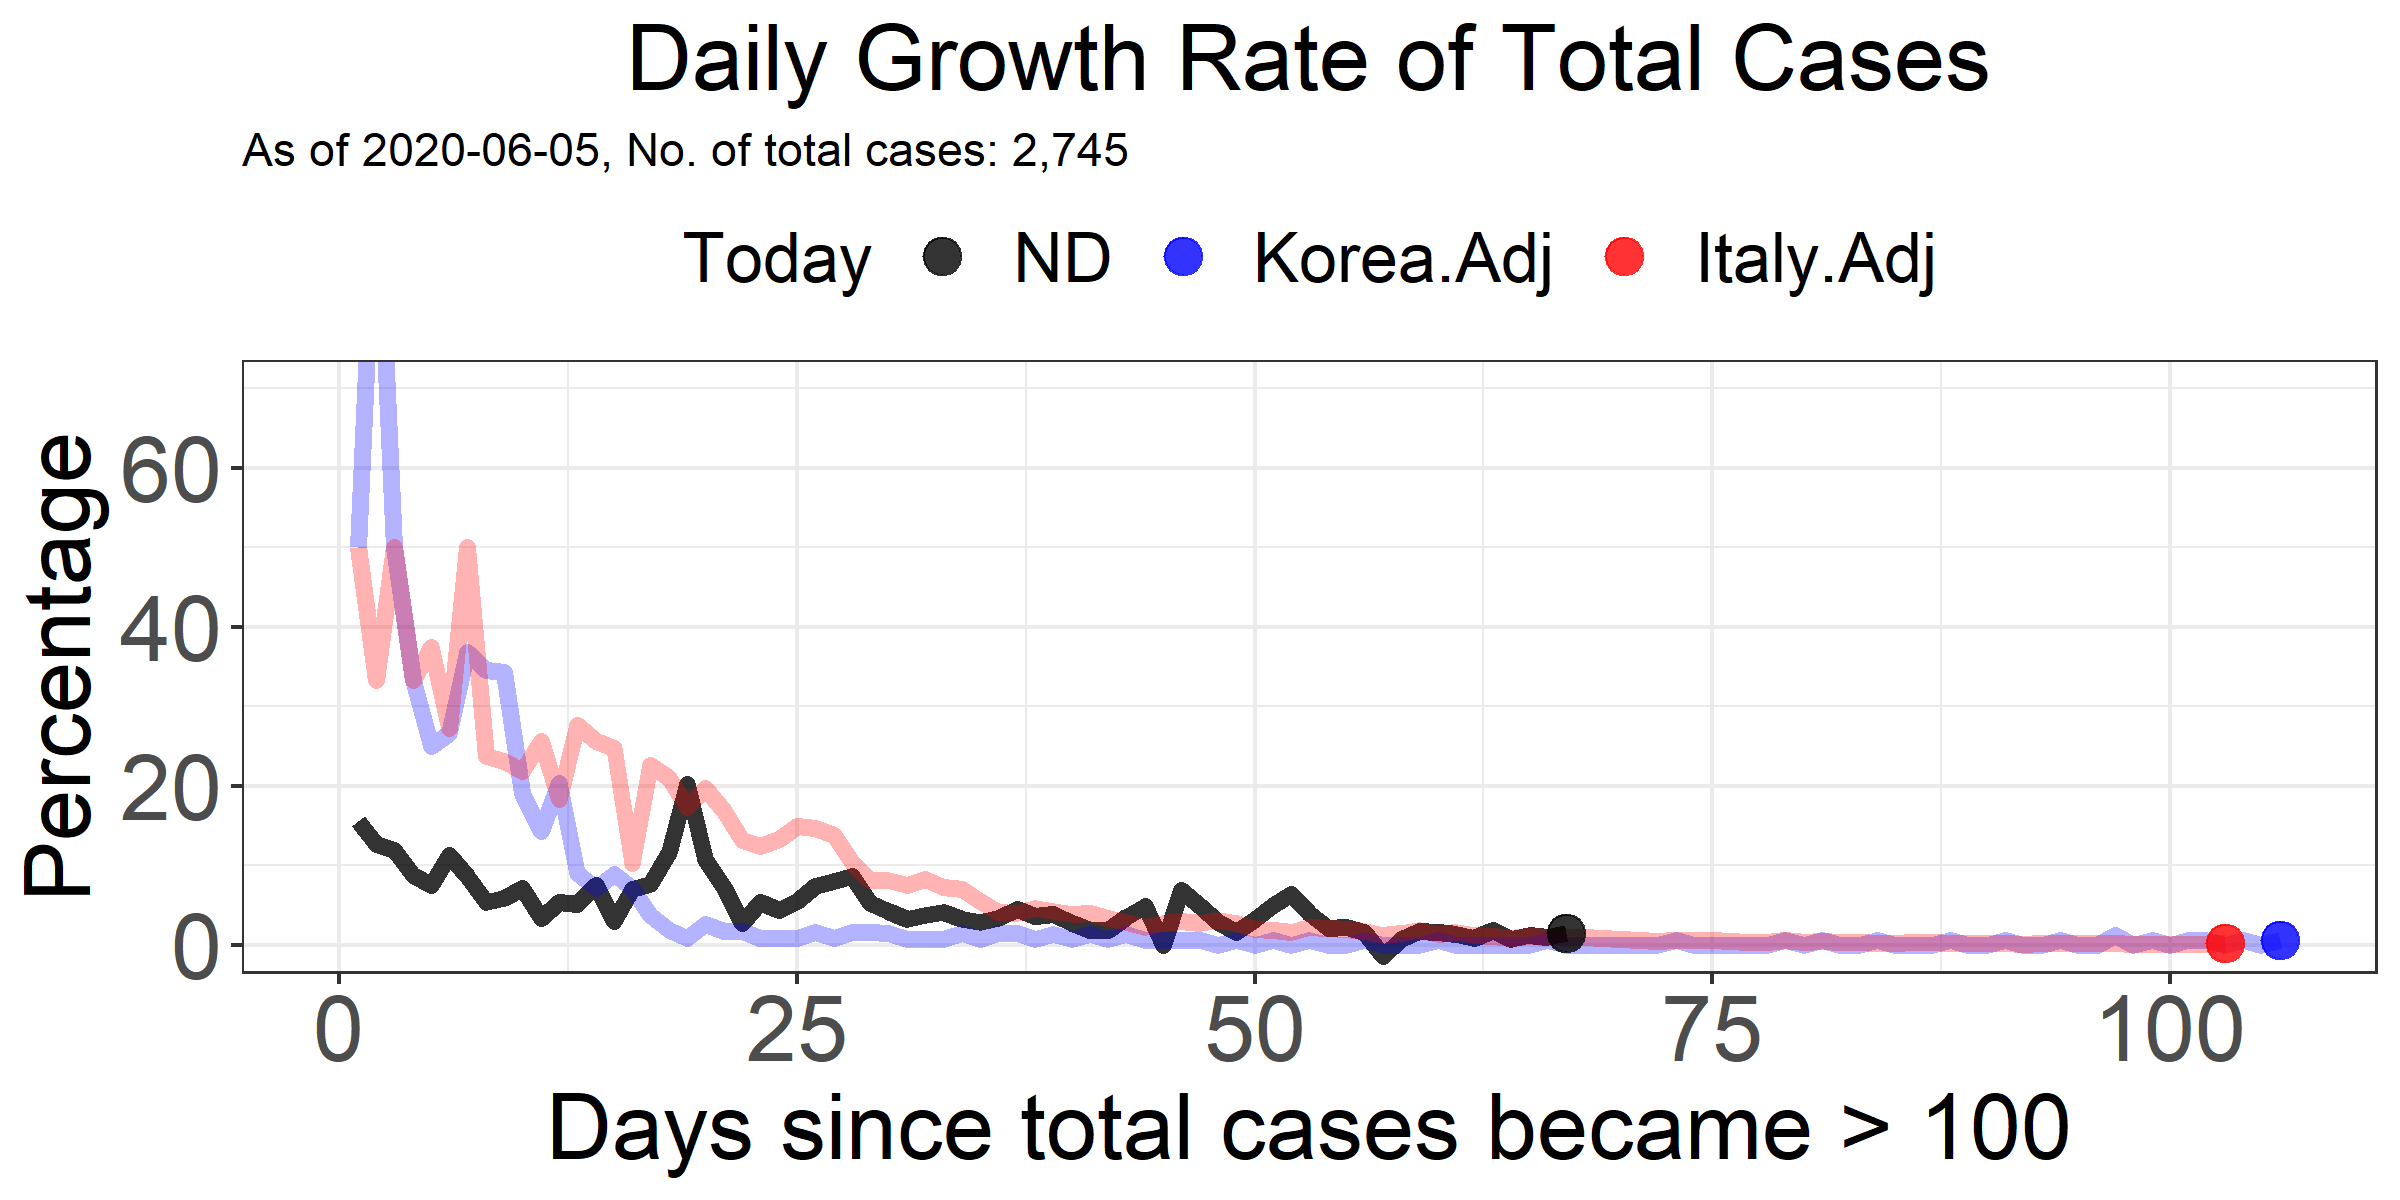 Daily Growth Rate of Total Cases
As of 2020-06-05, No. of total cases: 2,745
Today ND Korea.Adj Italy.Adj
Percentage
60
40
20
0
0 25 50 75 100
Days since total cases became > 100